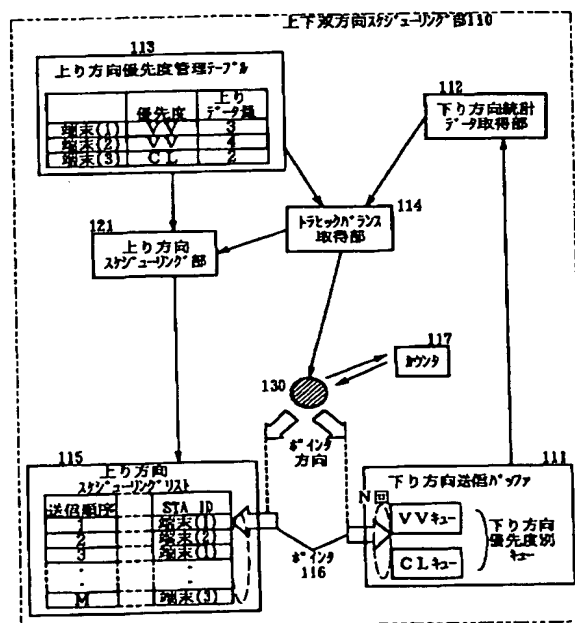 上下双方向スケジューリング部110
113
上り方向優先度管理テーブル
優先度
上り
データ量
端末(1) VV 3
端末(2) VV 4
端末(3) CL 2
112
下り方向統計
データ取得部
114
トラヒックバランス
取得部
121
上り方向
スケジューリング部
117
カウンタ
130
ポインタ
方向
115
上り方向
スケジューリングリスト
送信順序 STA ID
1 端末(1)
2 端末(2)
3 端末(1)
M 端末(3)
ポインタ
116
111
下り方向送信バッファ
N回
VVキュー
CLキュー
下り方向
優先度別
キュー